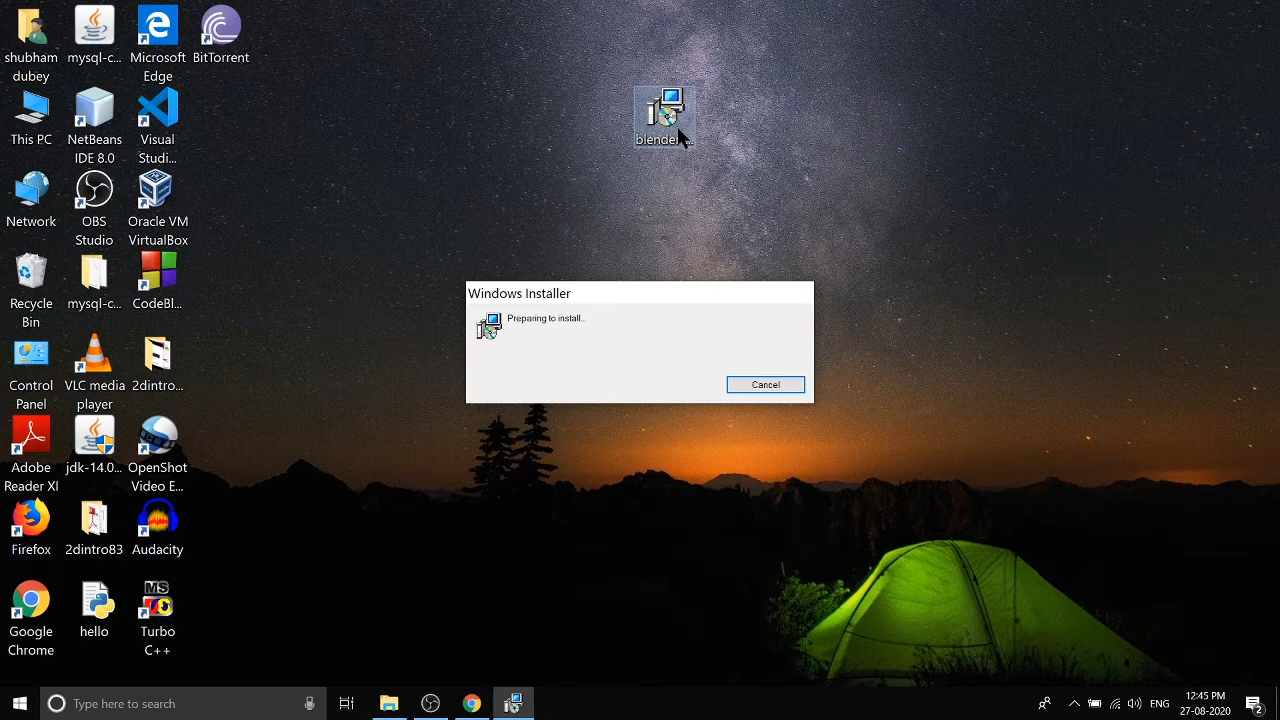 shubham
dubey
mysql-c...
Microsoft
Edge
BitTorrent
This PC
NetBeans
IDE 8.0
Visual
Studi...
Network
OBS
Studio
Oracle VM
VirtualBox
Recycle
Bin
mysql-c...
CodeBl...
Control
Panel
VLC media
player
2dintro...
Adobe
Reader XI
jdk-14.0...
OpenShot
Video E...
Firefox
2dintro83
Audacity
Google
Chrome
hello
MS
Turbo
C++
Windows Installer
Preparing to install...
Cancel
Type here to search
ENG
12:45 PM
27-08-2020
2